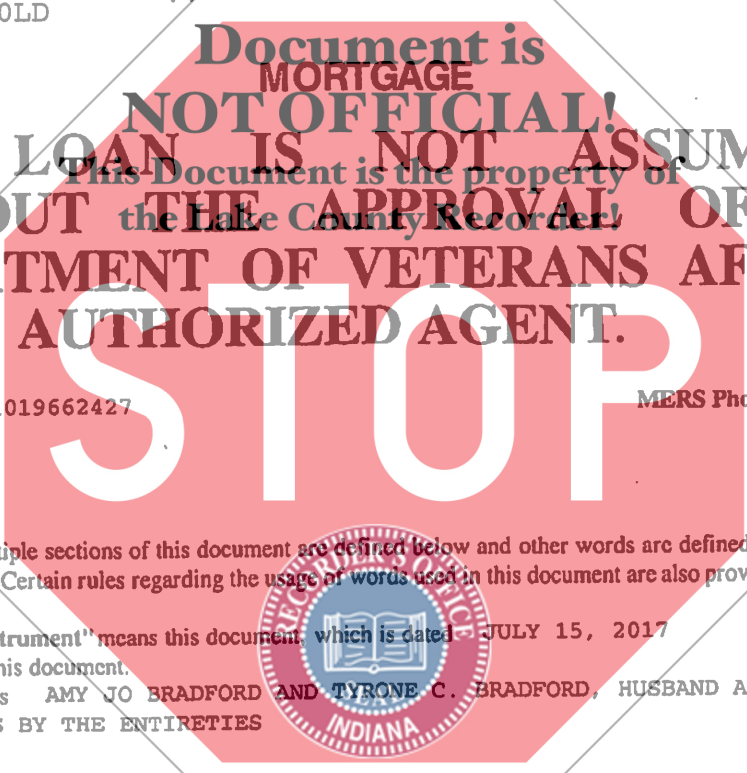 OLD
Document is
MORTGAGE
NOT OFFICIAL!
LOAN IS NOT ASSUM
This Document is the property of
OUT THE APPROVAL OF
the Lake County Recorder!
TMENT OF VETERANS AF
AUTHORIZED AGENT.
STOP
1019662427
MERS Pho
iple sections of this document are defined below and other words are defined
Certain rules regarding the usage of words used in this document are also prov
trument" means this document, which is dated JULY 15, 2017
his document.
s AMY JO BRADFORD AND TYRONE C. BRADFORD, HUSBAND A
S BY THE ENTIRETIES
RECORDER'S OFFICE
SEAL
INDIANA